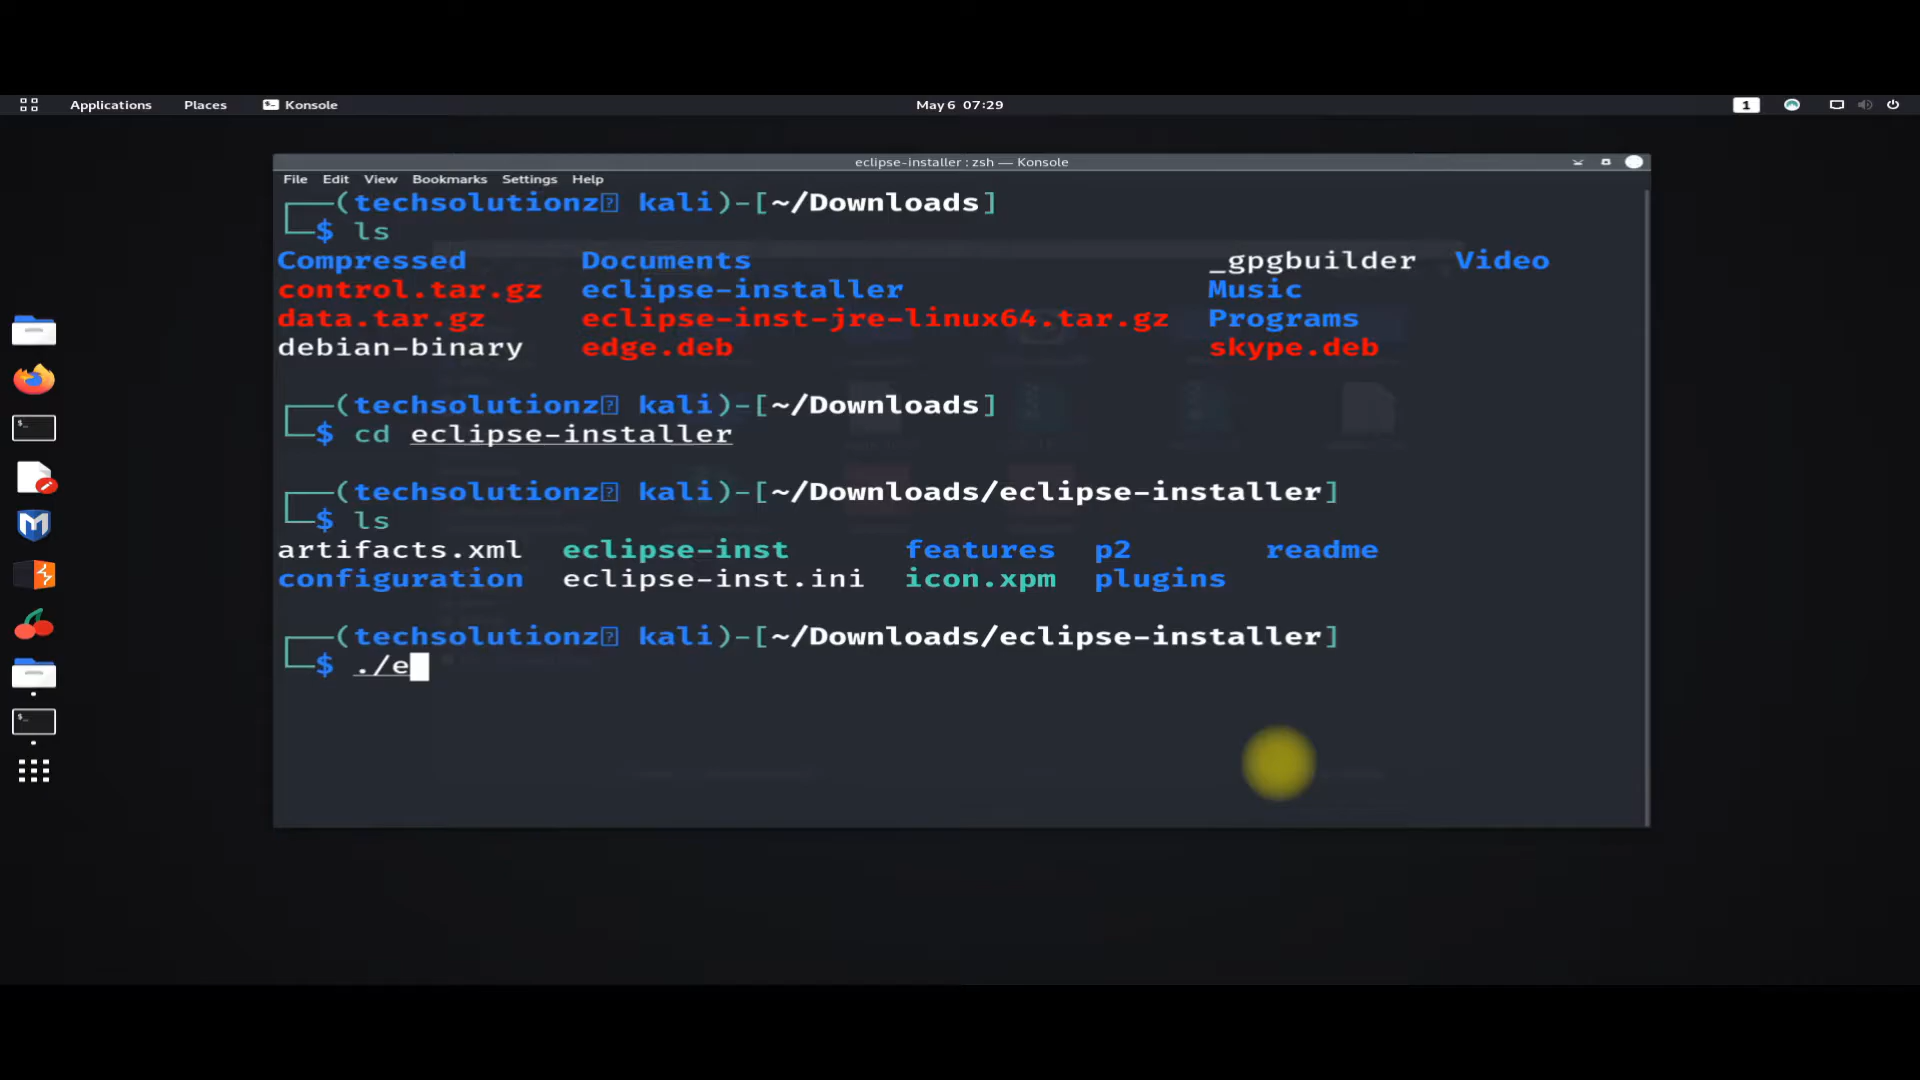 Applications Places Konsole May 6 07:29 1
eclipse-installer : zsh — Konsole
File Edit View Bookmarks Settings Help
┌──(techsolutionz kali)-[~/Downloads]
└─$ ls
Compressed Documents _gpgbuilder Video
control.tar.gz eclipse-installer Music
data.tar.gz eclipse-inst-jre-linux64.tar.gz Programs
debian-binary edge.deb skype.deb
┌──(techsolutionz kali)-[~/Downloads]
└─$ cd eclipse-installer
┌──(techsolutionz kali)-[~/Downloads/eclipse-installer]
└─$ ls
artifacts.xml eclipse-inst features p2 readme
configuration eclipse-inst.ini icon.xpm plugins
┌──(techsolutionz kali)-[~/Downloads/eclipse-installer]
└─$ ./e